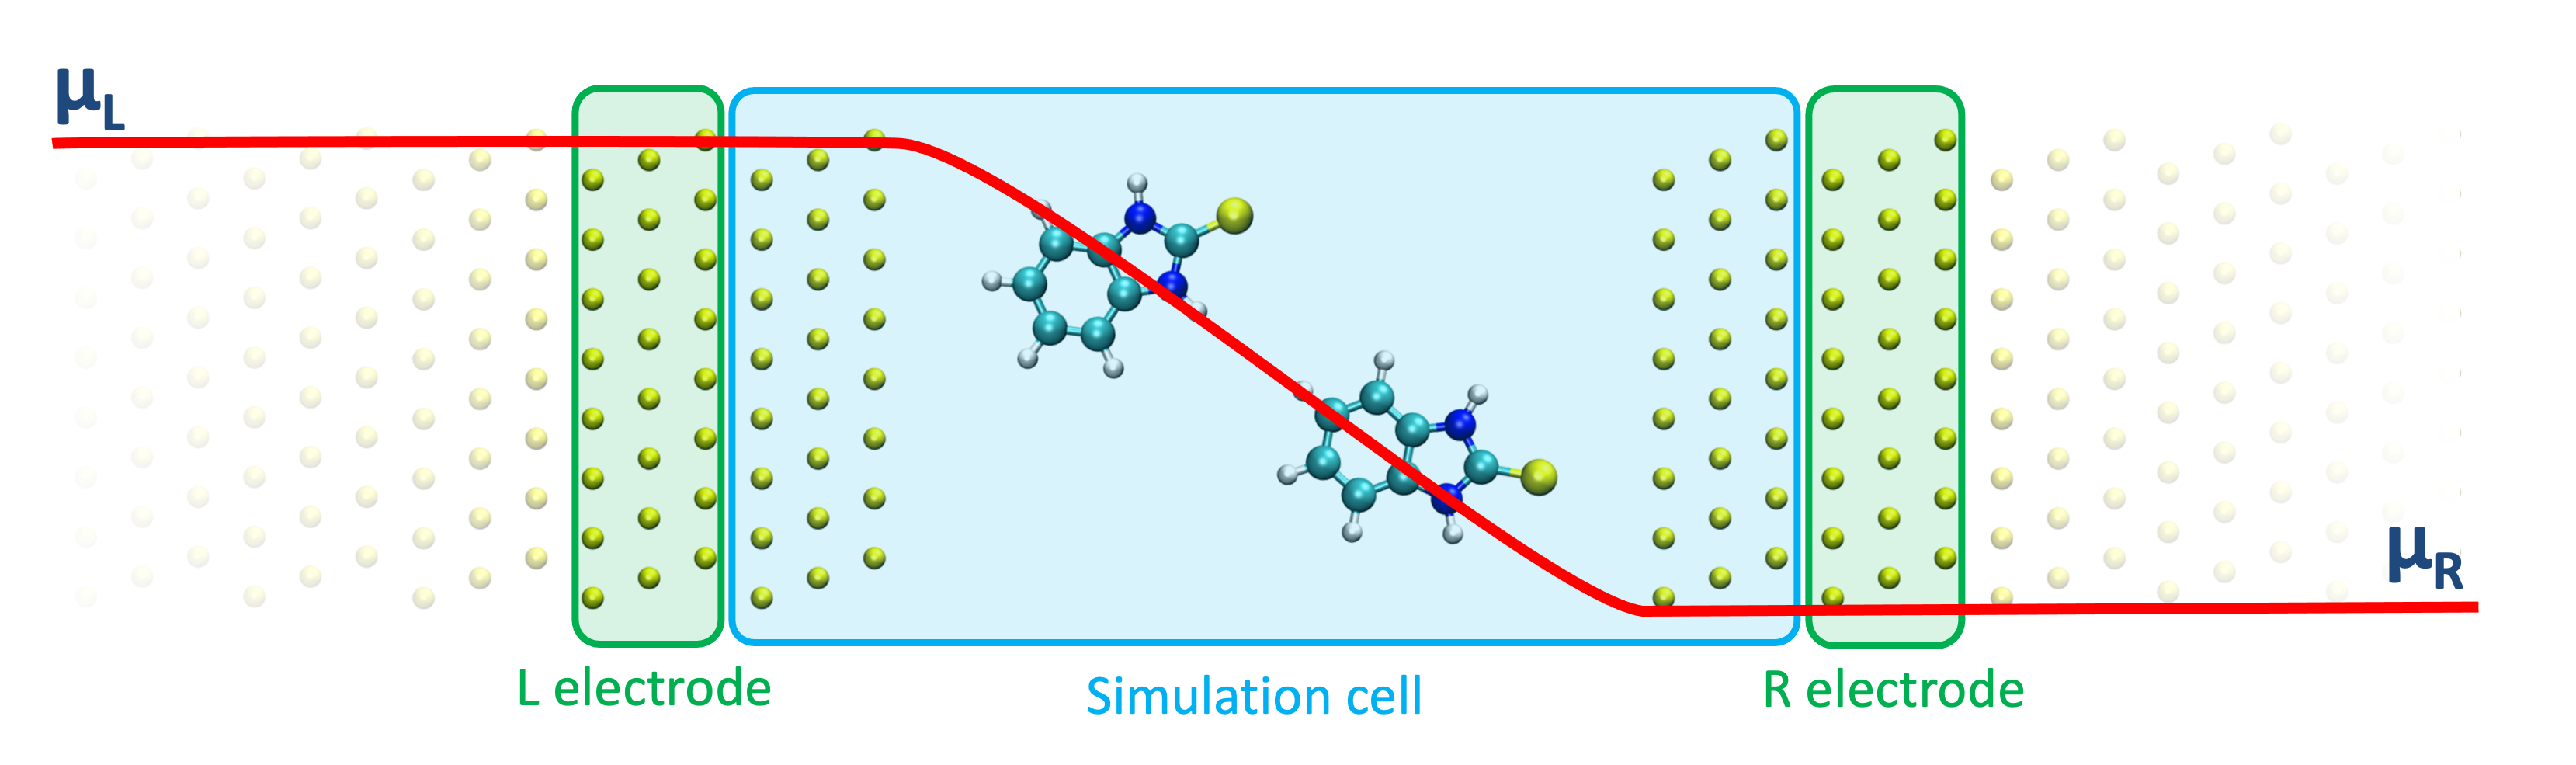 μL
μR
L electrode
Simulation cell
R electrode